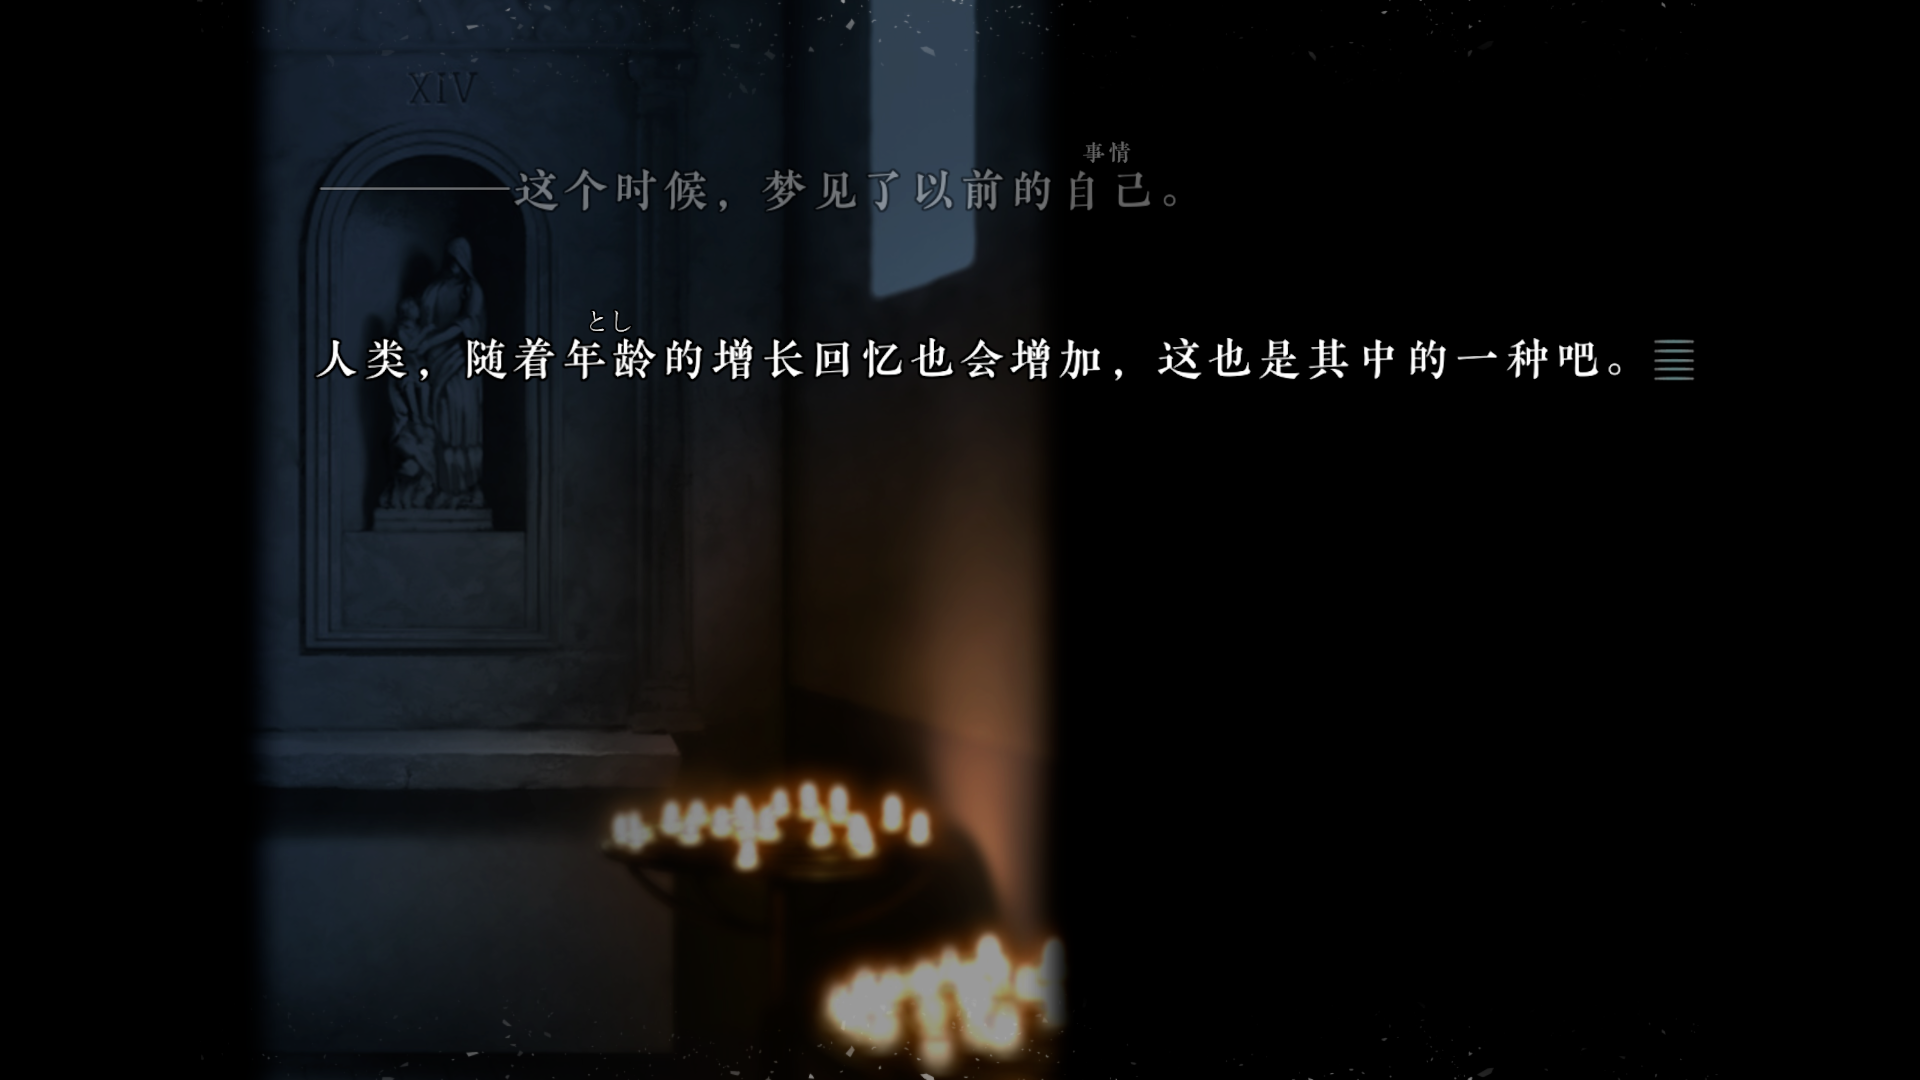 XIV
事情
————这个时候，梦见了以前的自己。
とし
人类，随着年龄的增长回忆也会增加，这也是其中的一种吧。